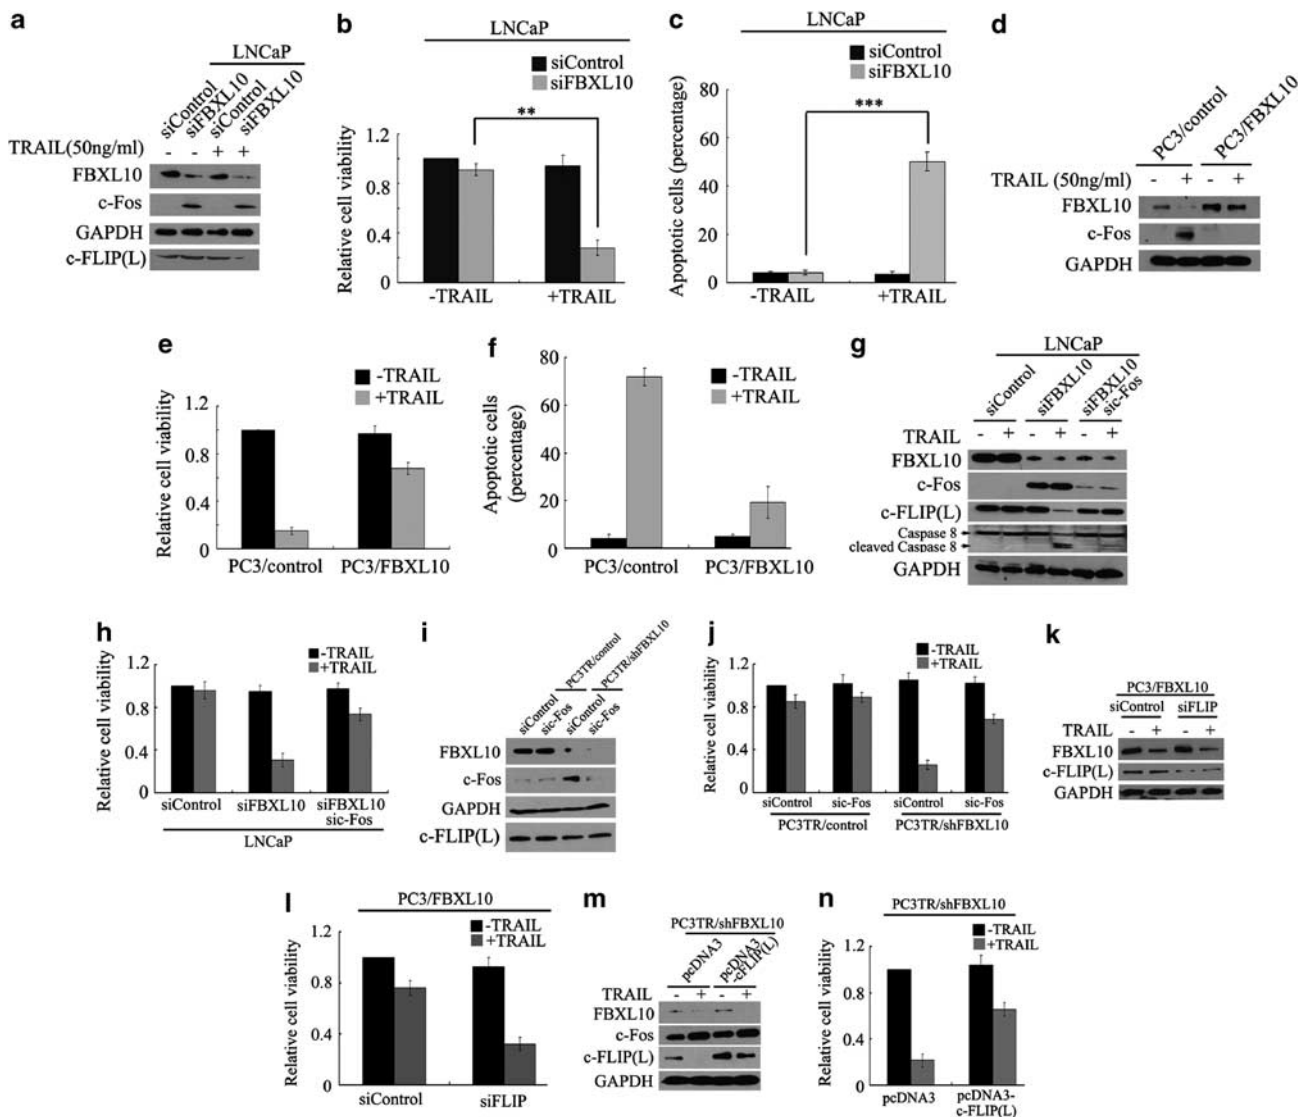 a
LNCaP
siControl
siFBXL10
siControl
siFBXL10
TRAIL(50ng/ml) - - + +
FBXL10
c-Fos
GAPDH
c-FLIP(L)
b
LNCaP
siControl
siFBXL10
**
Relative cell viability
1.2
0.8
0.4
0
-TRAIL +TRAIL
c
LNCaP
siControl
siFBXL10
***
Apoptotic cells (percentage)
80
60
40
20
0
-TRAIL +TRAIL
d
PC3/control PC3/FBXL10
TRAIL (50ng/ml) - + - +
FBXL10
c-Fos
GAPDH
e
-TRAIL
+TRAIL
Relative cell viability
1.2
0.8
0.4
0
PC3/control PC3/FBXL10
f
-TRAIL
+TRAIL
Apoptotic cells
(percentage)
80
60
40
20
0
PC3/control PC3/FBXL10
g
LNCaP
siControl
siFBXL10
siFBXL10
sic-Fos
TRAIL - + - + - +
FBXL10
c-Fos
c-FLIP(L)
Caspase 8
cleaved Caspase 8
GAPDH
h
-TRAIL
+TRAIL
Relative cell viability
1.2
0.8
0.4
0
siControl siFBXL10 siFBXL10
sic-Fos
LNCaP
i
PC3TR/control
PC3TR/shFBXL10
siControl
sic-Fos
siControl
sic-Fos
FBXL10
c-Fos
GAPDH
c-FLIP(L)
j
-TRAIL
+TRAIL
Relative cell viability
1.2
0.8
0.4
0
siControl sic-Fos siControl sic-Fos
PC3TR/control PC3TR/shFBXL10
k
PC3/FBXL10
siControl siFLIP
TRAIL - + - +
FBXL10
c-FLIP(L)
GAPDH
l
PC3/FBXL10
-TRAIL
+TRAIL
Relative cell viability
1.2
0.8
0.4
0
siControl siFLIP
m
PC3TR/shFBXL10
pcDNA3
pcDNA3
-cFLIP(L)
TRAIL - + - +
FBXL10
c-Fos
c-FLIP(L)
GAPDH
n
PC3TR/shFBXL10
-TRAIL
+TRAIL
Relative cell viability
1.2
0.8
0.4
0
pcDNA3 pcDNA3-
c-FLIP(L)